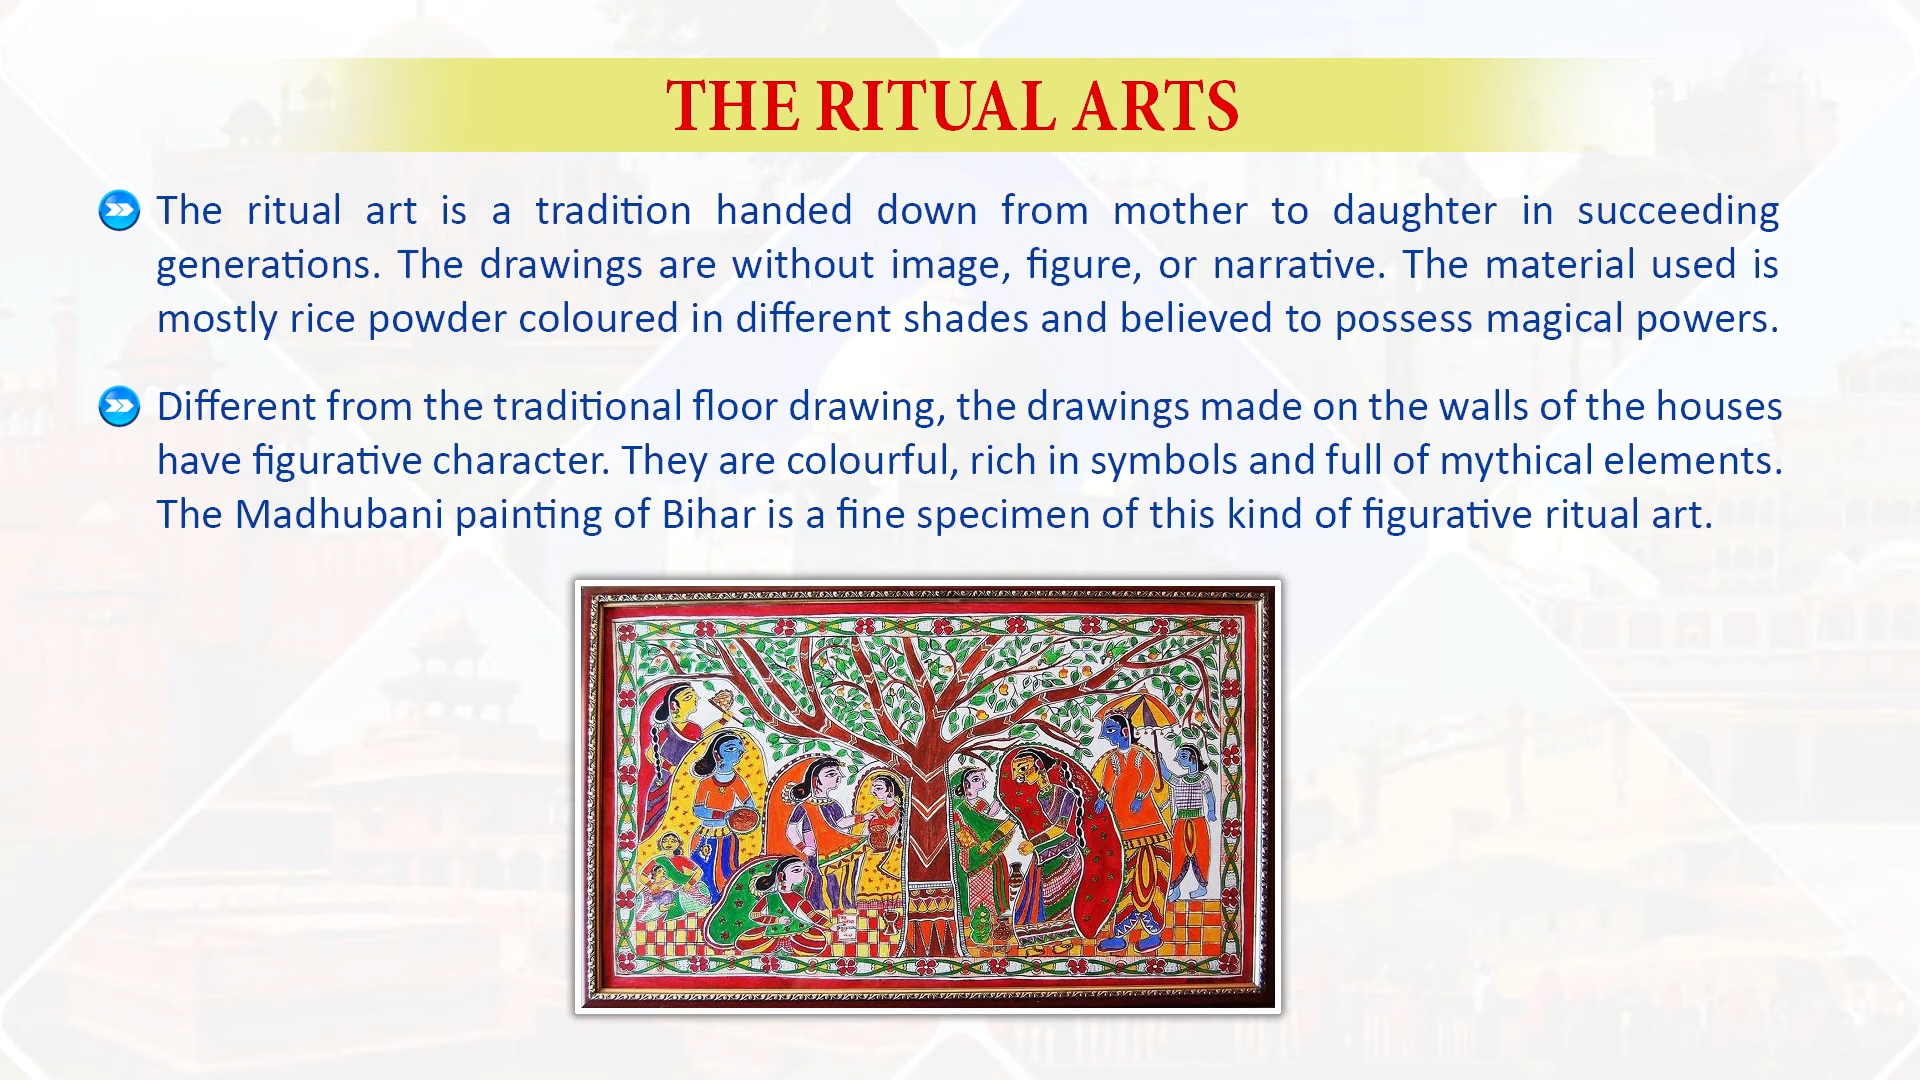 THE RITUAL ARTS
The ritual art is a tradition handed down from mother to daughter in succeeding
generations. The drawings are without image, figure, or narrative. The material used is
mostly rice powder coloured in different shades and believed to possess magical powers.
Different from the traditional floor drawing, the drawings made on the walls of the houses
have figurative character. They are colourful, rich in symbols and full of mythical elements.
The Madhubani painting of Bihar is a fine specimen of this kind of figurative ritual art.